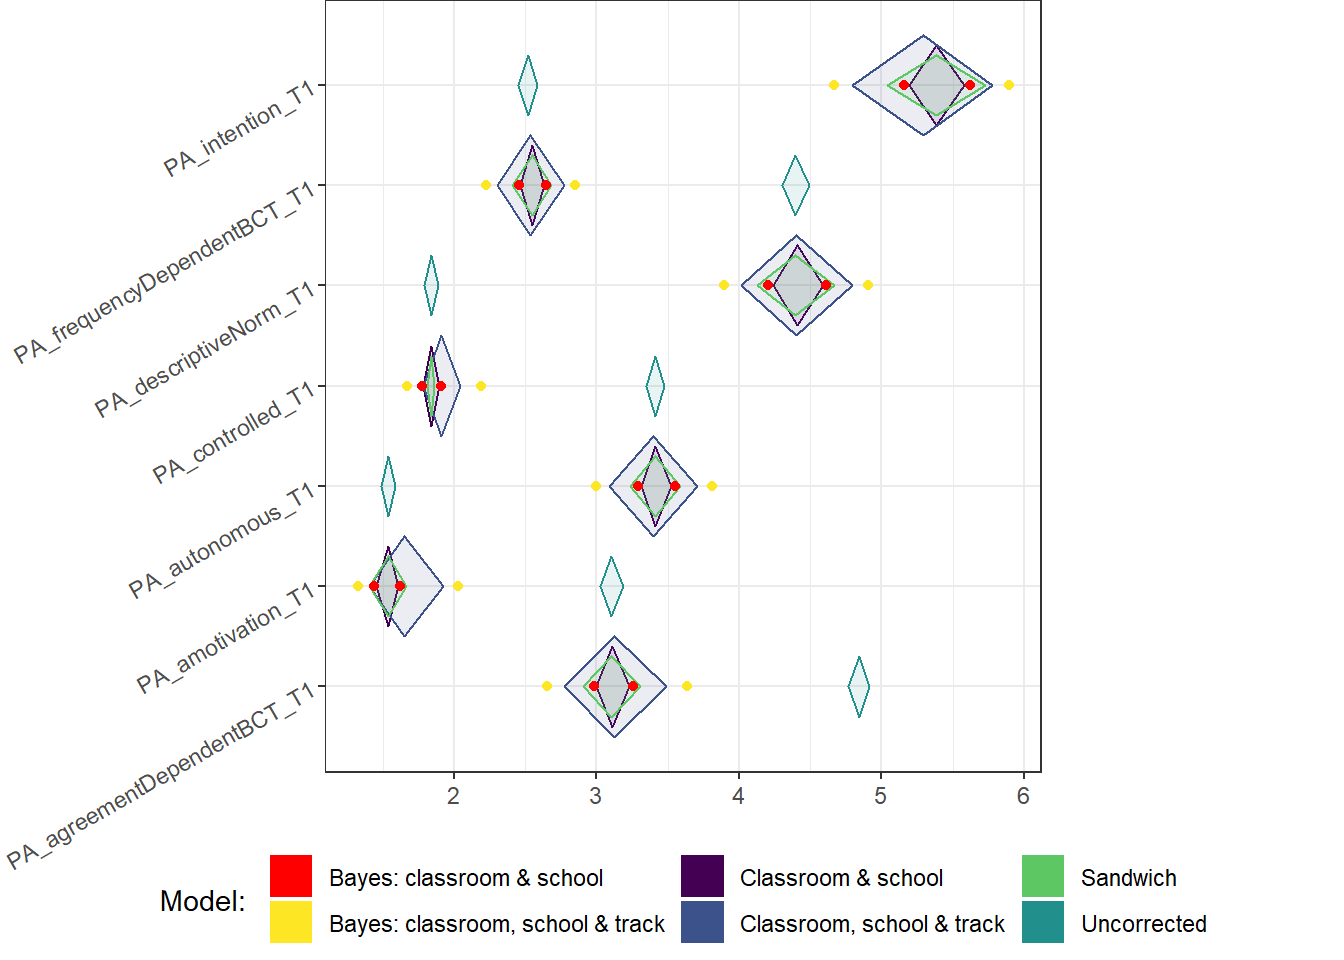 PA_intention_T1
PA_frequencyDependentBCT_T1
PA_descriptiveNorm_T1
PA_controlled_T1
PA_autonomous_T1
PA_amotivation_T1
PA_agreementDependentBCT_T1
2 3 4 5 6
Model:
Bayes: classroom & school
Classroom & school
Sandwich
Bayes: classroom, school & track
Classroom, school & track
Uncorrected